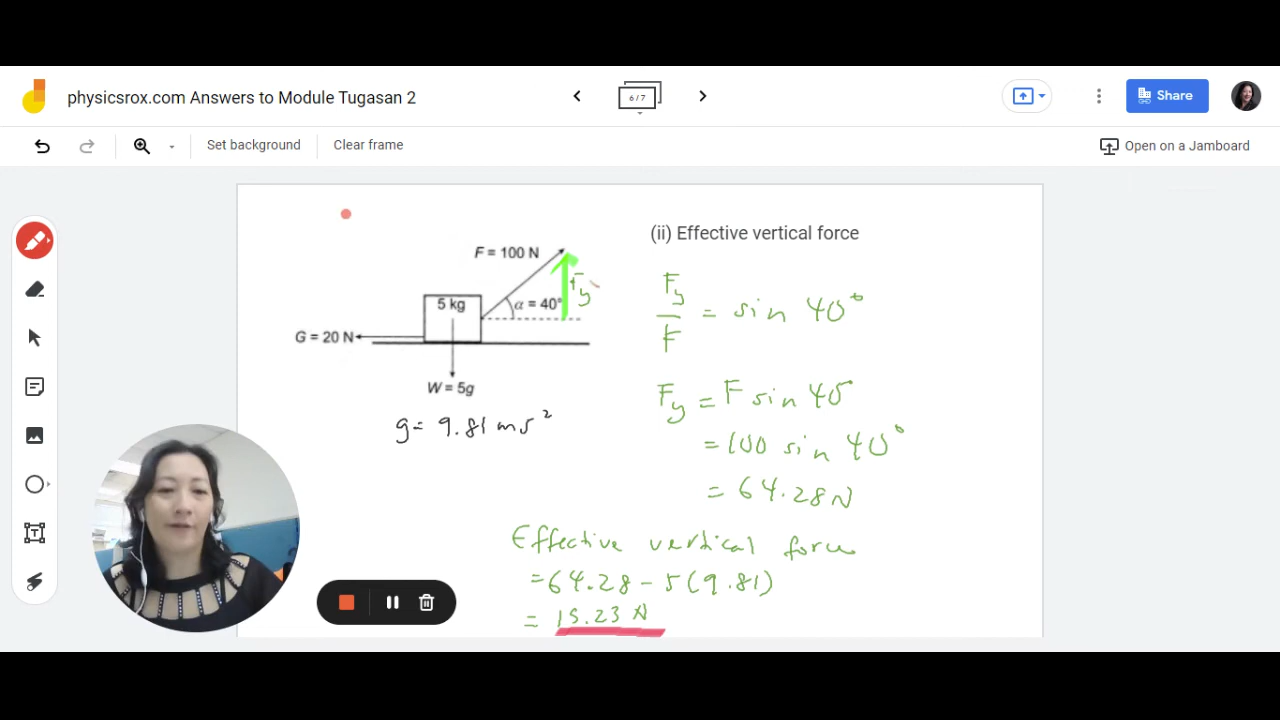 physicsrox.com Answers to Module Tugasan 2
6/7
Share
Set background
Clear frame
Open on a Jamboard
(ii) Effective vertical force
F = 100 N
Fy
5 kg
α = 40°
G = 20 N
W = 5g
g = 9.81 ms²
Fy/F = sin 40°
Fy = F sin 40°
= 100 sin 40°
= 64.28 N
Effective vertical force
= 64.28 - 5(9.81)
= 15.23 N